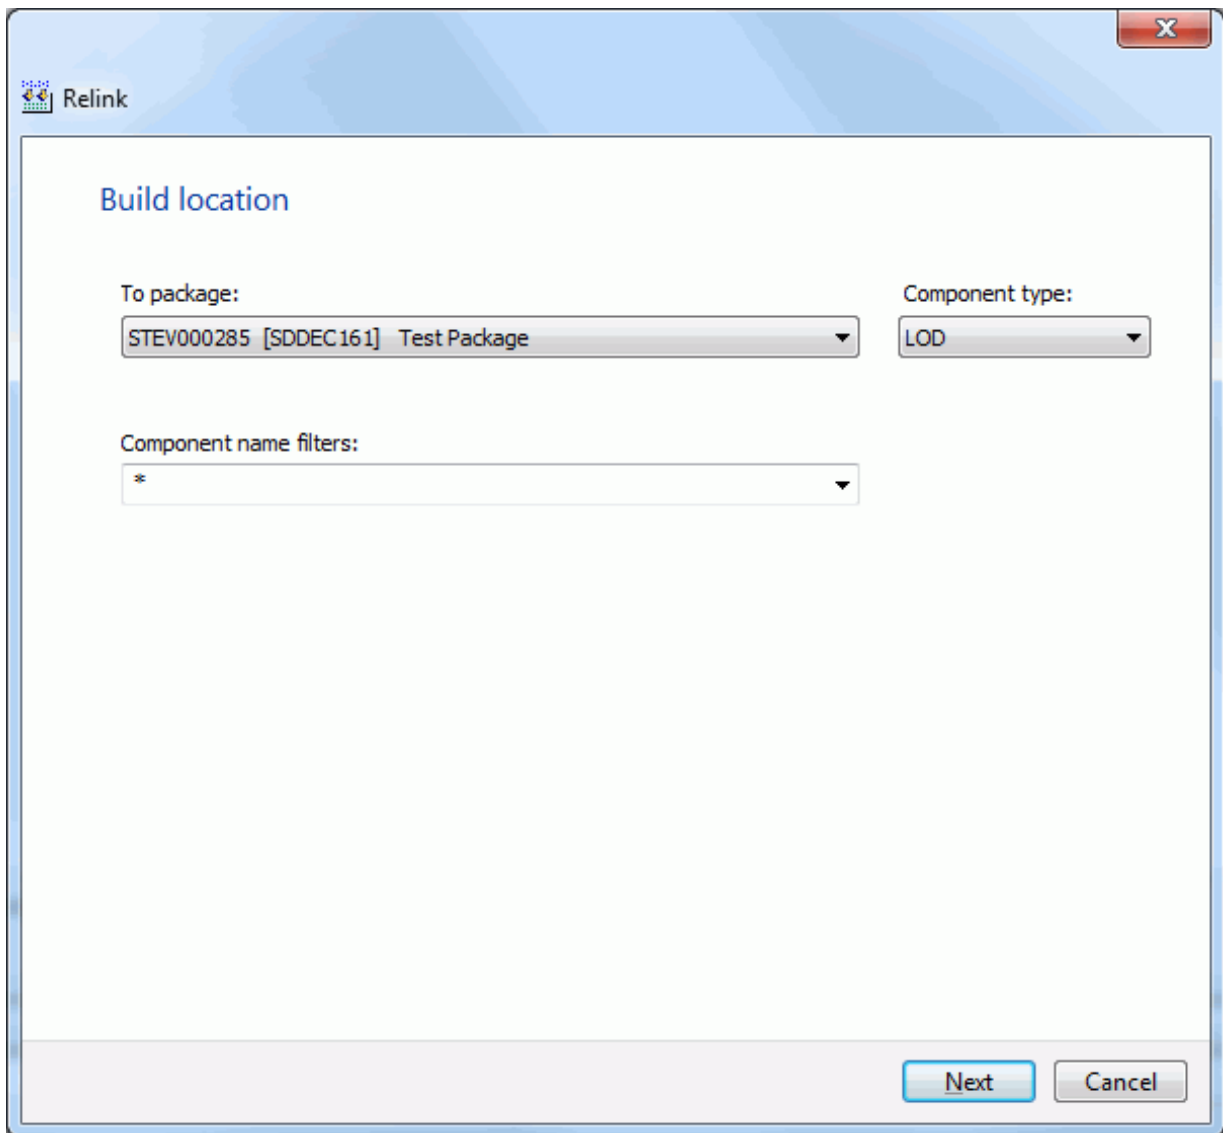 Relink
Build location
To package:
Component type:
STEV000285 [SDDEC161] Test Package
LOD
Component name filters:
*
Next
Cancel